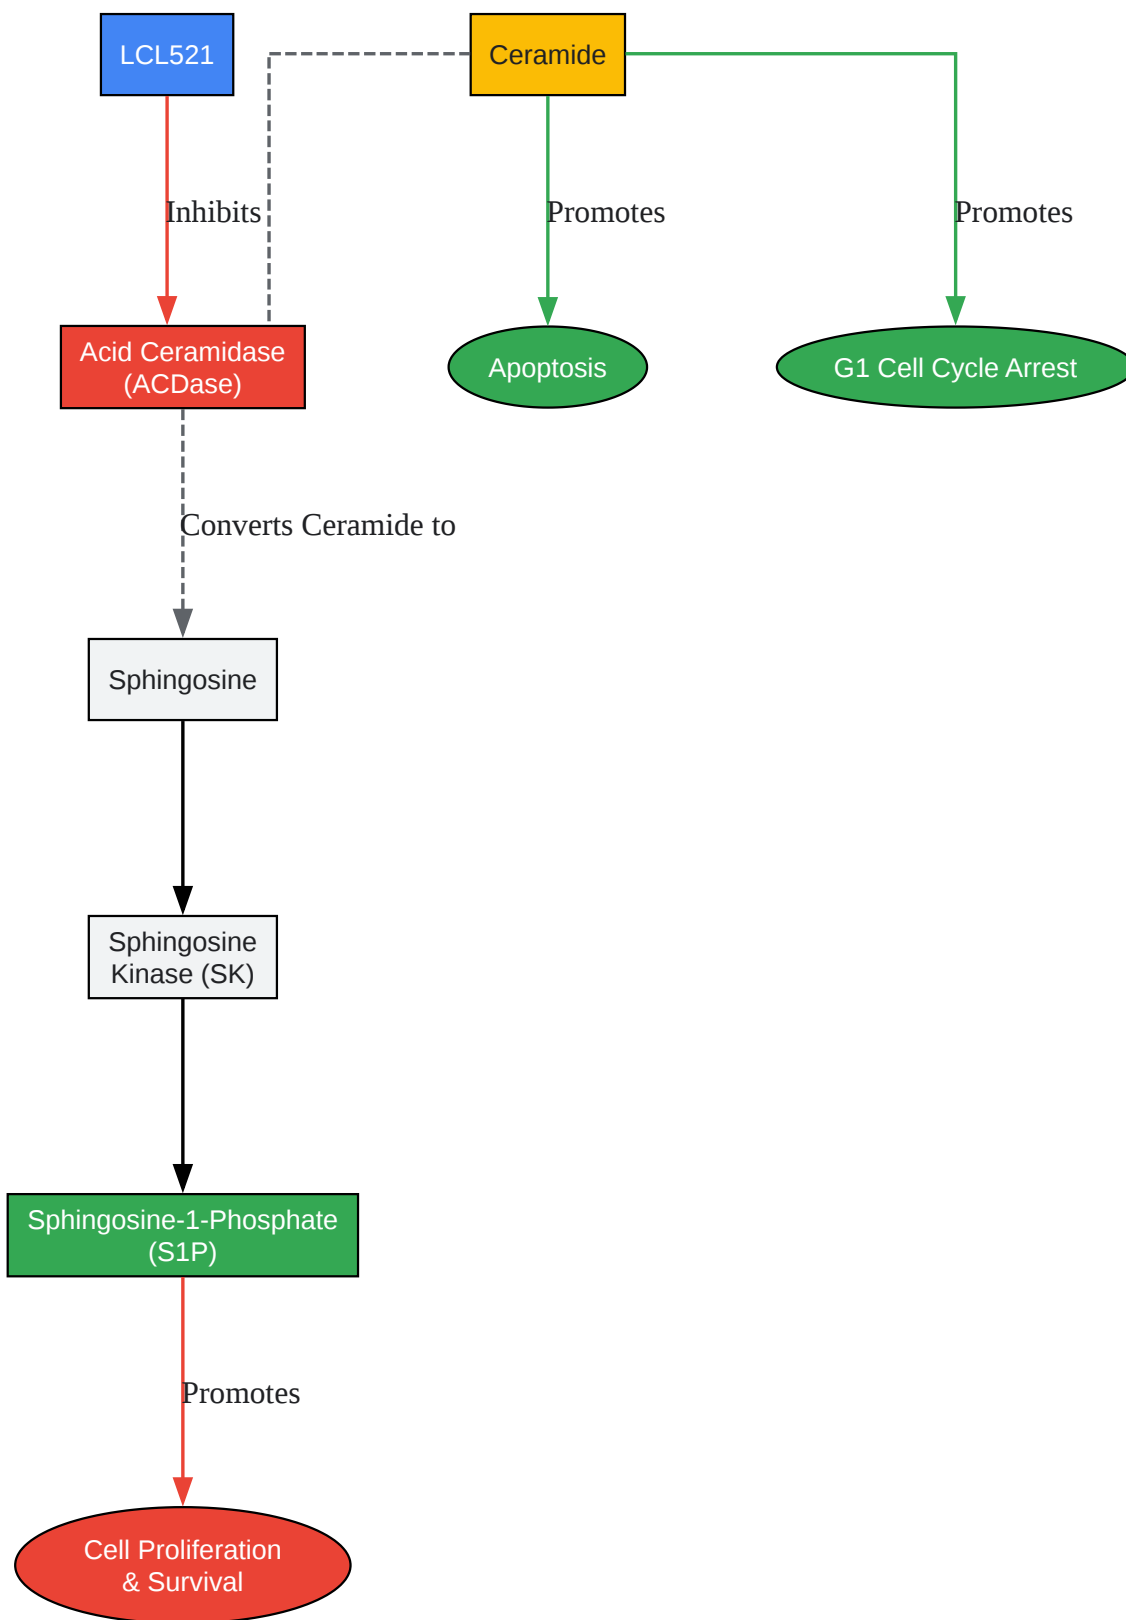 LCL521
Ceramide
Inhibits
Promotes
Promotes
Acid Ceramidase
(ACDase)
Apoptosis
G1 Cell Cycle Arrest
Converts Ceramide to
Sphingosine
Sphingosine
Kinase (SK)
Sphingosine-1-Phosphate
(S1P)
Promotes
Cell Proliferation
& Survival